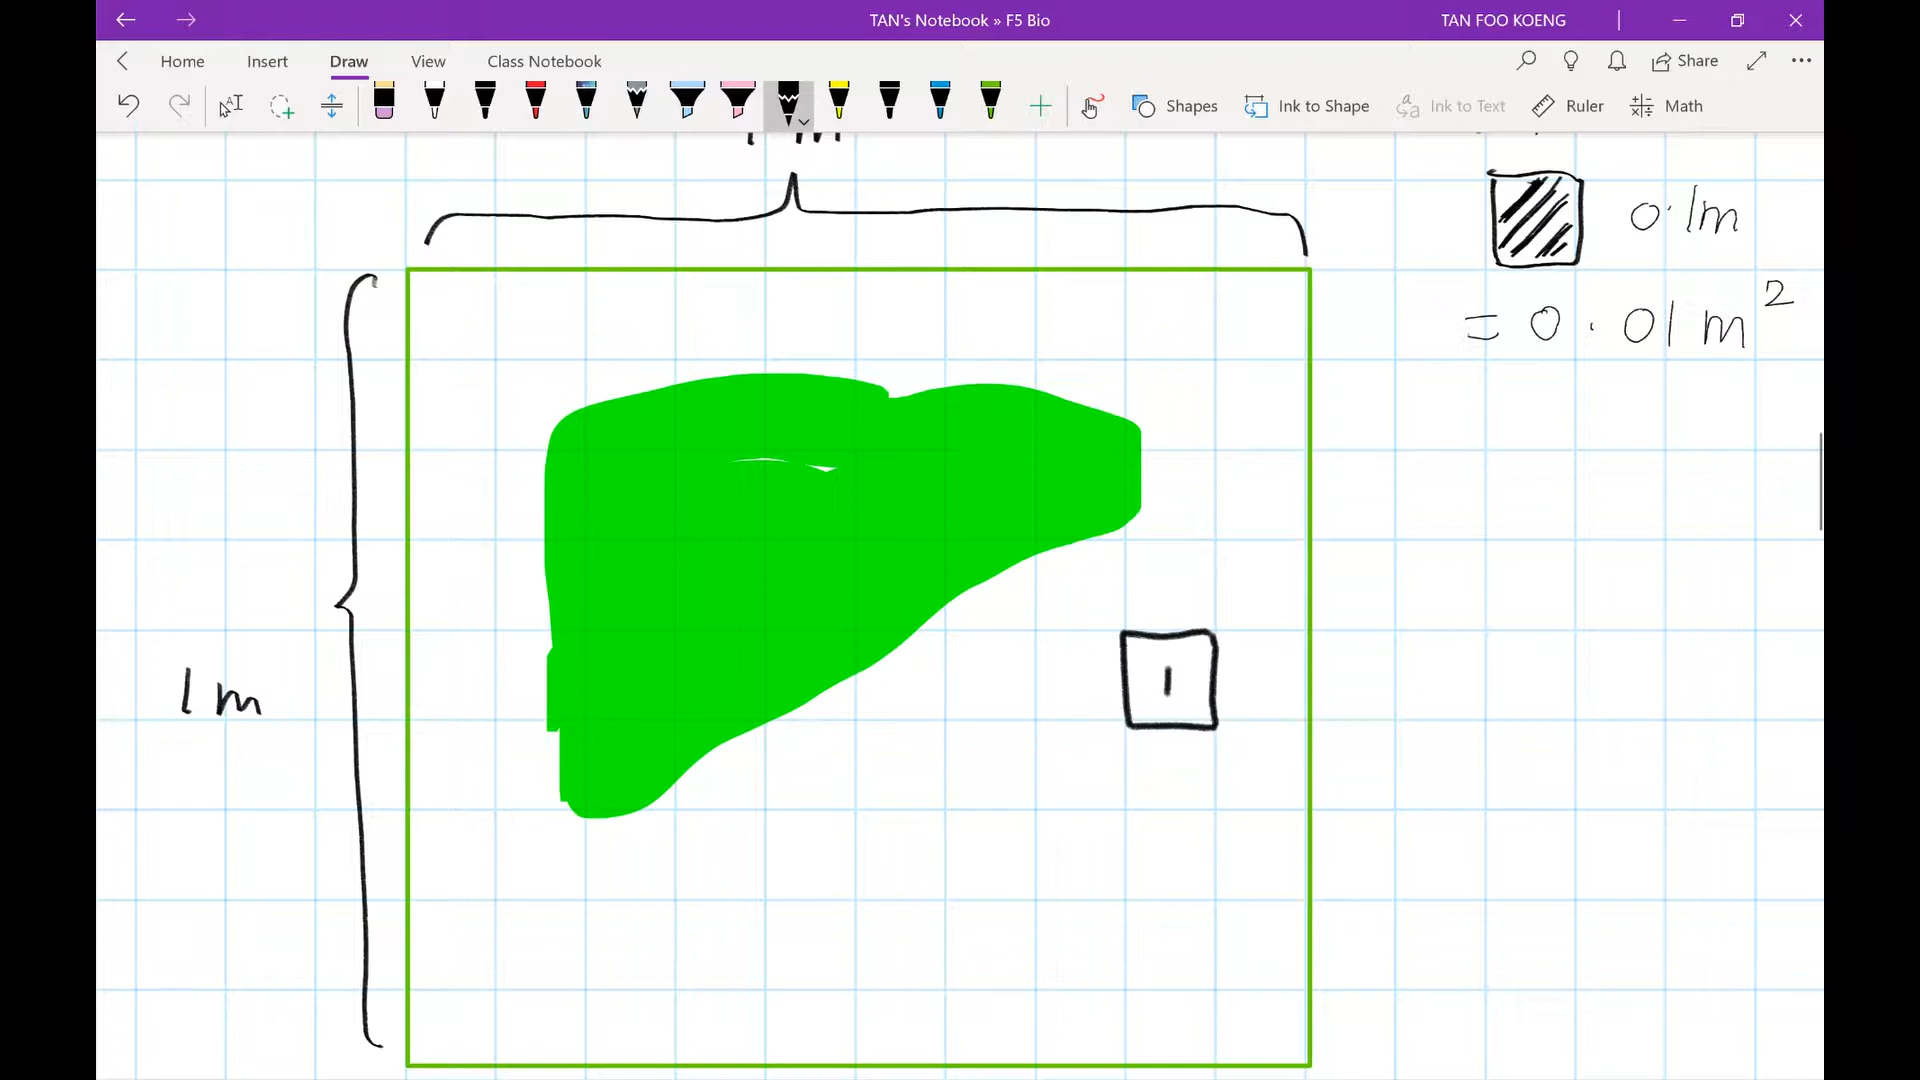 TAN's Notebook » F5 Bio
TAN FOO KOENG
Home
Insert
Draw
View
Class Notebook
Share
Shapes
Ink to Shape
Ink to Text
Ruler
Math
0.1m
= 0.01 m²
1 m
1